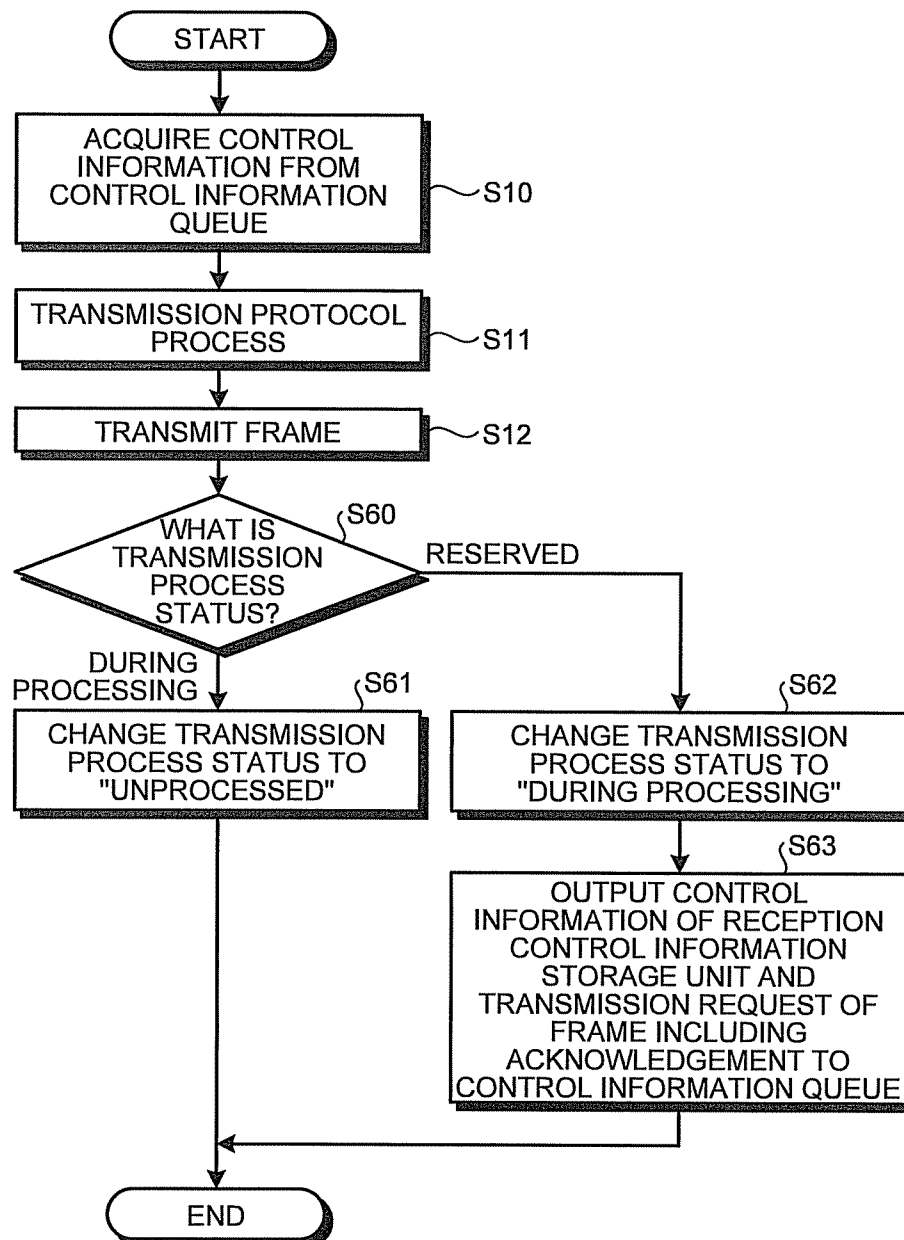 START
ACQUIRE CONTROL
INFORMATION FROM
CONTROL INFORMATION
QUEUE
S10
TRANSMISSION PROTOCOL
PROCESS
S11
TRANSMIT FRAME
S12
S60
WHAT IS
TRANSMISSION
PROCESS
STATUS?
RESERVED
DURING
PROCESSING
S61
CHANGE TRANSMISSION
PROCESS STATUS TO
"UNPROCESSED"
S62
CHANGE TRANSMISSION
PROCESS STATUS TO
"DURING PROCESSING"
S63
OUTPUT CONTROL
INFORMATION OF RECEPTION
CONTROL INFORMATION
STORAGE UNIT AND
TRANSMISSION REQUEST OF
FRAME INCLUDING
ACKNOWLEDGEMENT TO
CONTROL INFORMATION QUEUE
END